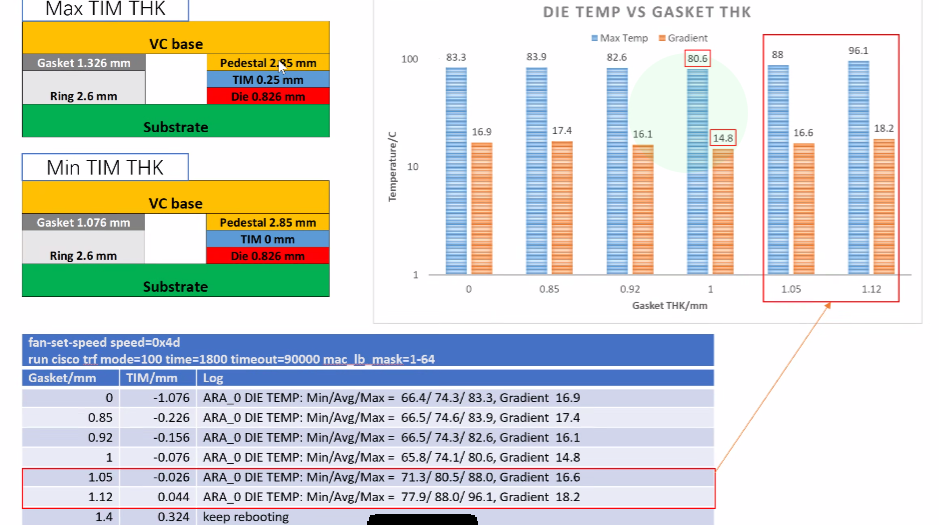 Max TIM THK
VC base
Gasket 1.326 mm
Pedestal 2.85 mm
TIM 0.25 mm
Ring 2.6 mm
Die 0.826 mm
Substrate
Min TIM THK
VC base
Gasket 1.076 mm
Pedestal 2.85 mm
TIM 0 mm
Ring 2.6 mm
Die 0.826 mm
Substrate
DIE TEMP VS GASKET THK
Max Temp Gradient
Temperature/C
100
10
1
83.3 83.9 82.6 80.6 88 96.1
16.9 17.4 16.1 14.8 16.6 18.2
0 0.85 0.92 1 1.05 1.12
Gasket THK/mm
fan-set-speed speed=0x4d
run cisco trf mode=100 time=1800 timeout=90000 mac_lb_mask=1-64
Gasket/mm TIM/mm Log
0 -1.076 ARA_0 DIE TEMP: Min/Avg/Max = 66.4/ 74.3/ 83.3, Gradient 16.9
0.85 -0.226 ARA_0 DIE TEMP: Min/Avg/Max = 66.5/ 74.6/ 83.9, Gradient 17.4
0.92 -0.156 ARA_0 DIE TEMP: Min/Avg/Max = 66.5/ 74.3/ 82.6, Gradient 16.1
1 -0.076 ARA_0 DIE TEMP: Min/Avg/Max = 65.8/ 74.1/ 80.6, Gradient 14.8
1.05 -0.026 ARA_0 DIE TEMP: Min/Avg/Max = 71.3/ 80.5/ 88.0, Gradient 16.6
1.12 0.044 ARA_0 DIE TEMP: Min/Avg/Max = 77.9/ 88.0/ 96.1, Gradient 18.2
1.4 0.324 keep rebooting